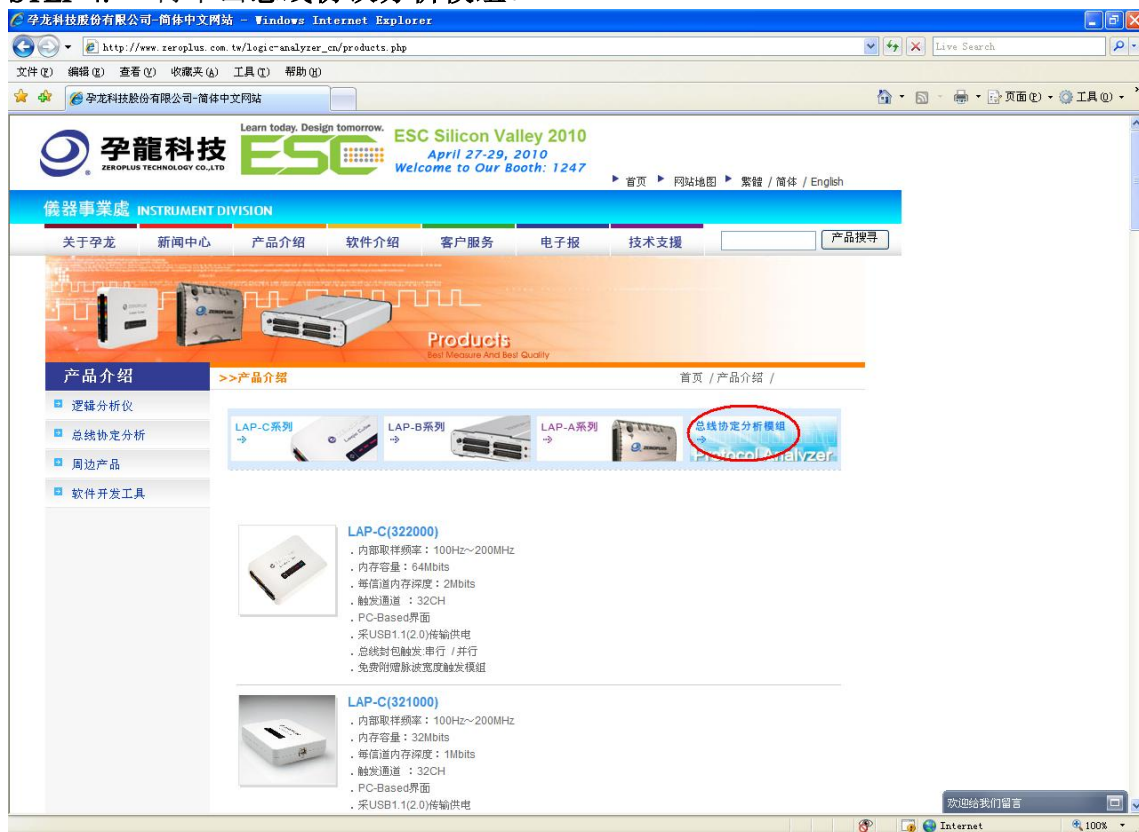 孕龙科技股份有限公司-简体中文网站 - Windows Internet Explorer
http://www.zeroplus.com.tw/logic-analyzer_cn/products.php
Live Search
文件(F) 编辑(E) 查看(V) 收藏夹(A) 工具(T) 帮助(H)
孕龙科技股份有限公司-简体中文网站
页面(P) 工具(O)
孕龍科技
ZEROPLUS TECHNOLOGY CO.,LTD
Learn today. Design tomorrow.
ESC
ESC Silicon Valley 2010
April 27-29, 2010
Welcome to Our Booth: 1247
首页 网站地图 繁體 / 简体 / English
儀器事業處 INSTRUMENT DIVISION
关于孕龙 新闻中心 产品介绍 软件介绍 客户服务 电子报 技术支援 产品搜寻
Products
Best Measure And Best Quality
产品介绍
>>产品介绍
首页 / 产品介绍 /
逻辑分析仪
总线协定分析
周边产品
软件开发工具
LAP-C系列
LAP-B系列
LAP-A系列
总线协定分析模组
Protocol Analyzer
LAP-C(322000)
. 内部取样频率：100Hz～200MHz
. 内存容量：64Mbits
. 每信道内存深度：2Mbits
. 触发通道 ：32CH
. PC-Based界面
. 采USB1.1(2.0)传输供电
. 总线封包触发:串行 / 并行
. 免费附赠脉波宽度触发模组
LAP-C(321000)
. 内部取样频率：100Hz～200MHz
. 内存容量：32Mbits
. 每信道内存深度：1Mbits
. 触发通道 ：32CH
. PC-Based界面
. 采USB1.1(2.0)传输供电
欢迎给我们留言
Internet
100%